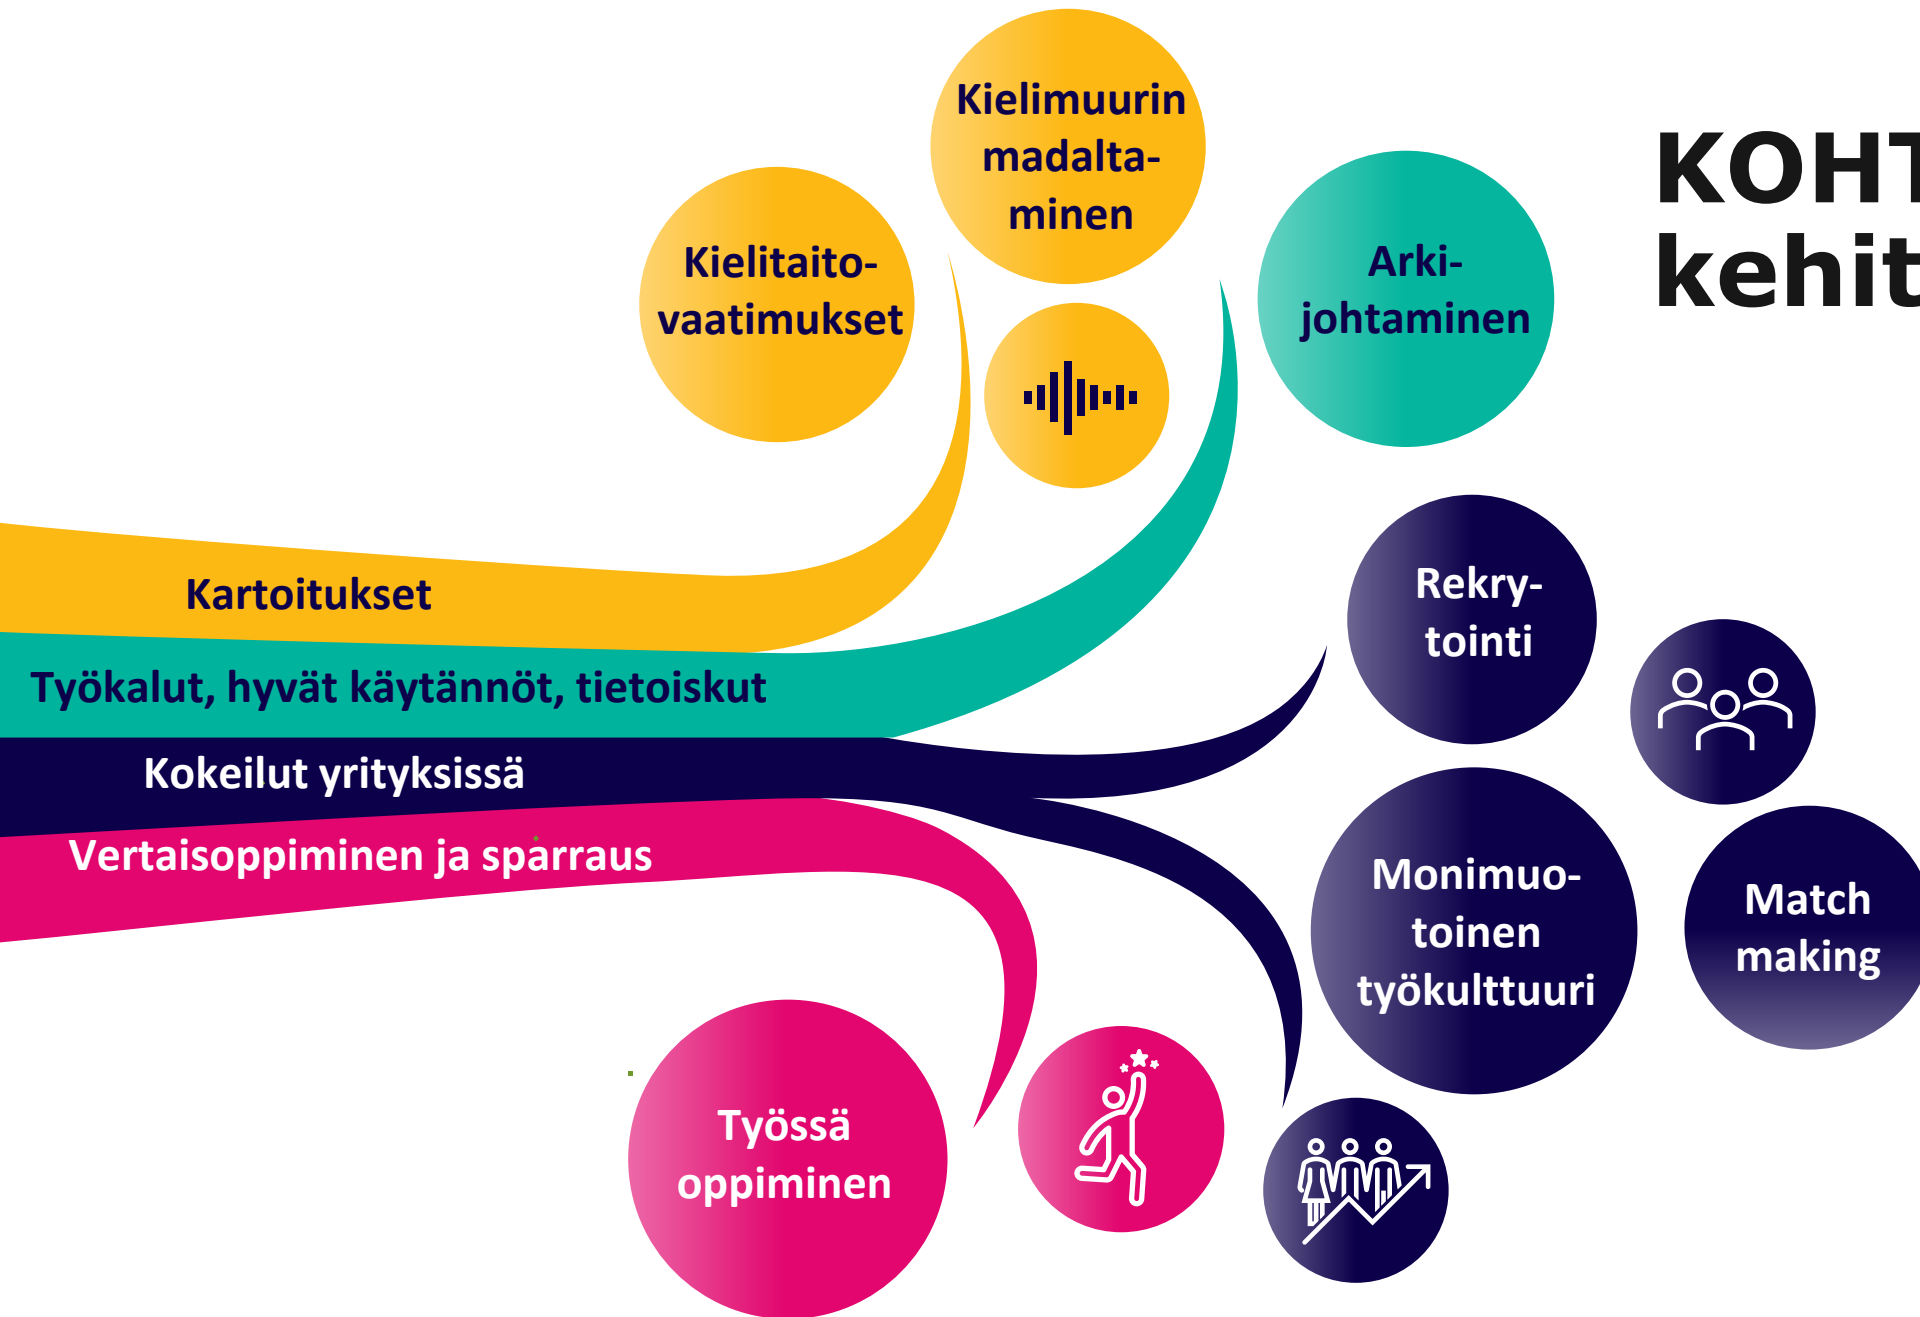 Kielimuurin
madalta-
minen
KOHT
kehit
Kielitaito-
vaatimukset
Arki-
johtaminen
Kartoitukset
Työkalut, hyvät käytännöt, tietoiskut
Kokeilut yrityksissä
Vertaisoppiminen ja sparraus
Rekry-
tointi
Monimuo-
toinen
työkulttuuri
Match
making
Työssä
oppiminen